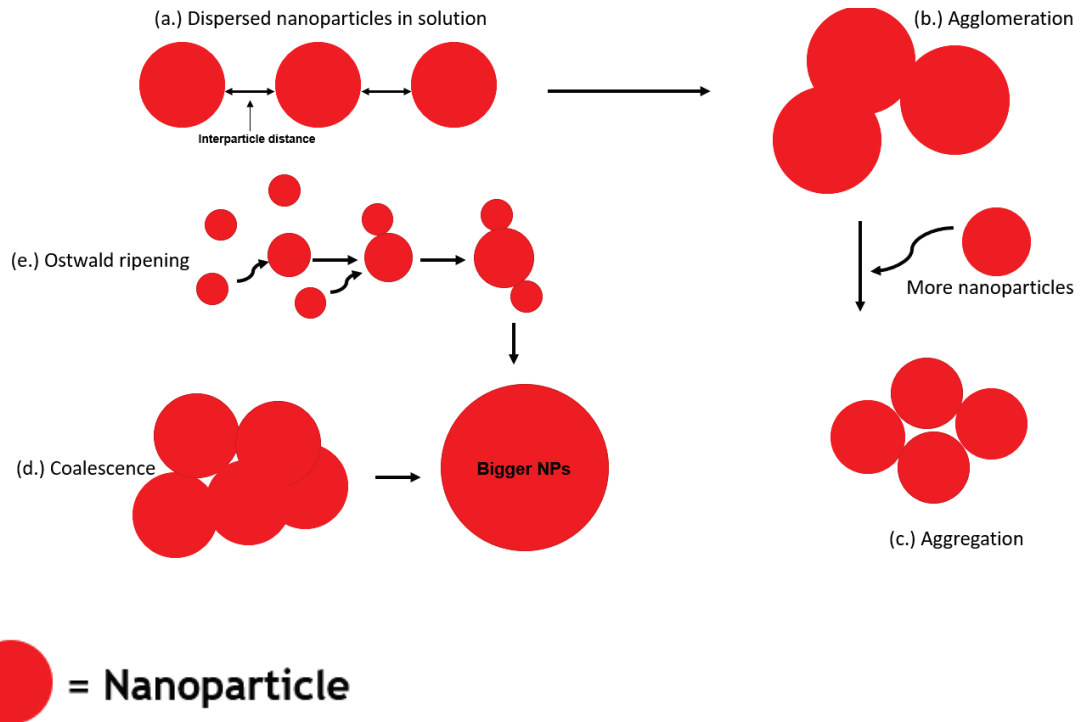 (a.) Dispersed nanoparticles in solution
(b.) Agglomeration
Interparticle distance
(e.) Ostwald ripening
More nanoparticles
(d.) Coalescence
Bigger NPs
(c.) Aggregation
= Nanoparticle